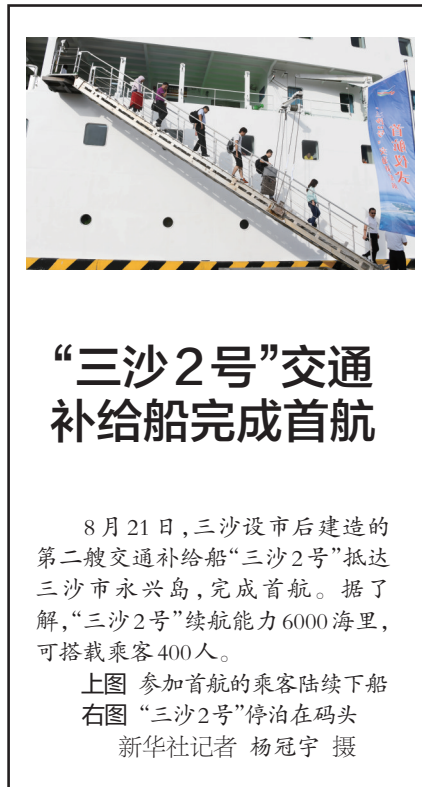 首航起航
“三沙２号”交通
补给船完成首航
8月21日，三沙设市后建造的
第二艘交通补给船“三沙2号”抵达
三沙市永兴岛，完成首航。据了
解，“三沙2号”续航能力6000海里，
可搭载乘客400人。
上图 参加首航的乘客陆续下船
右图 “三沙2号”停泊在码头
新华社记者 杨冠宇 摄